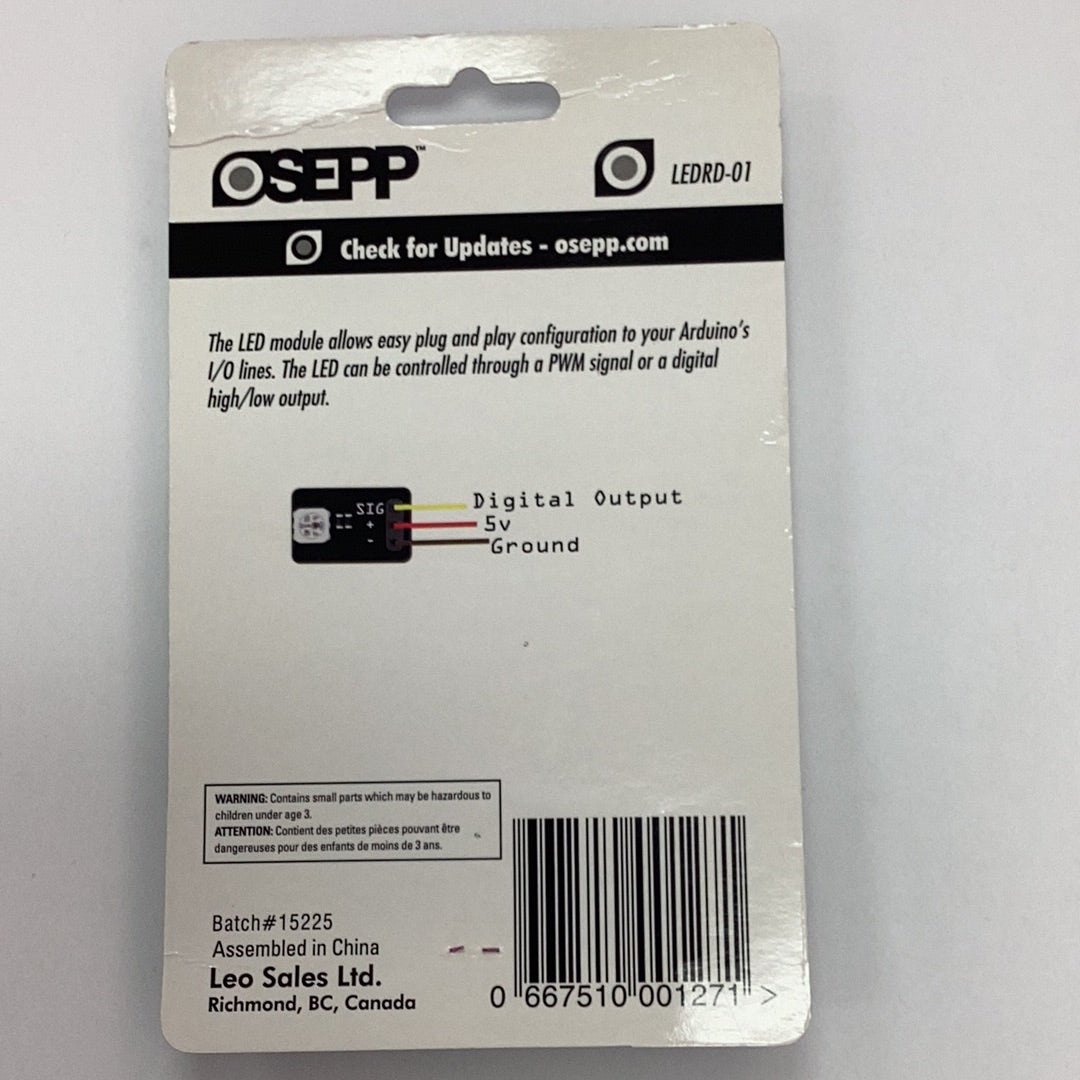 OSEPP™
LEDRD-01
Check for Updates - osepp.com
The LED module allows easy plug and play configuration to your Arduino's
I/O lines. The LED can be controlled through a PWM signal or a digital
high/low output.
SIG
+
-
Digital Output
5v
Ground
WARNING: Contains small parts which may be hazardous to
children under age 3.
ATTENTION: Contient des petites pièces pouvant être
dangereuses pour des enfants de moins de 3 ans.
Batch#15225
Assembled in China
Leo Sales Ltd.
Richmond, BC, Canada
0 667510 001271 >